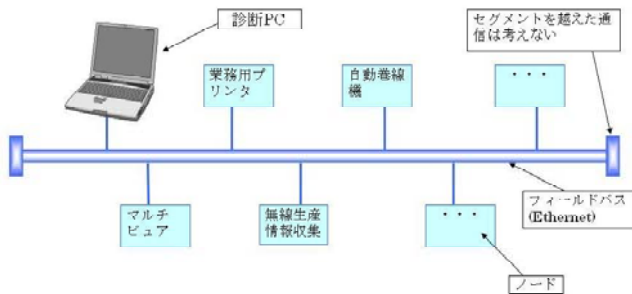 診断PC
セグメントを越えた通
信は考えない
業務用プ
リンタ
自動巻線
機
・・・
マルチ
ビュア
無線生産
情報収集
・・・
フィールドバス
(Ethernet)
ノード